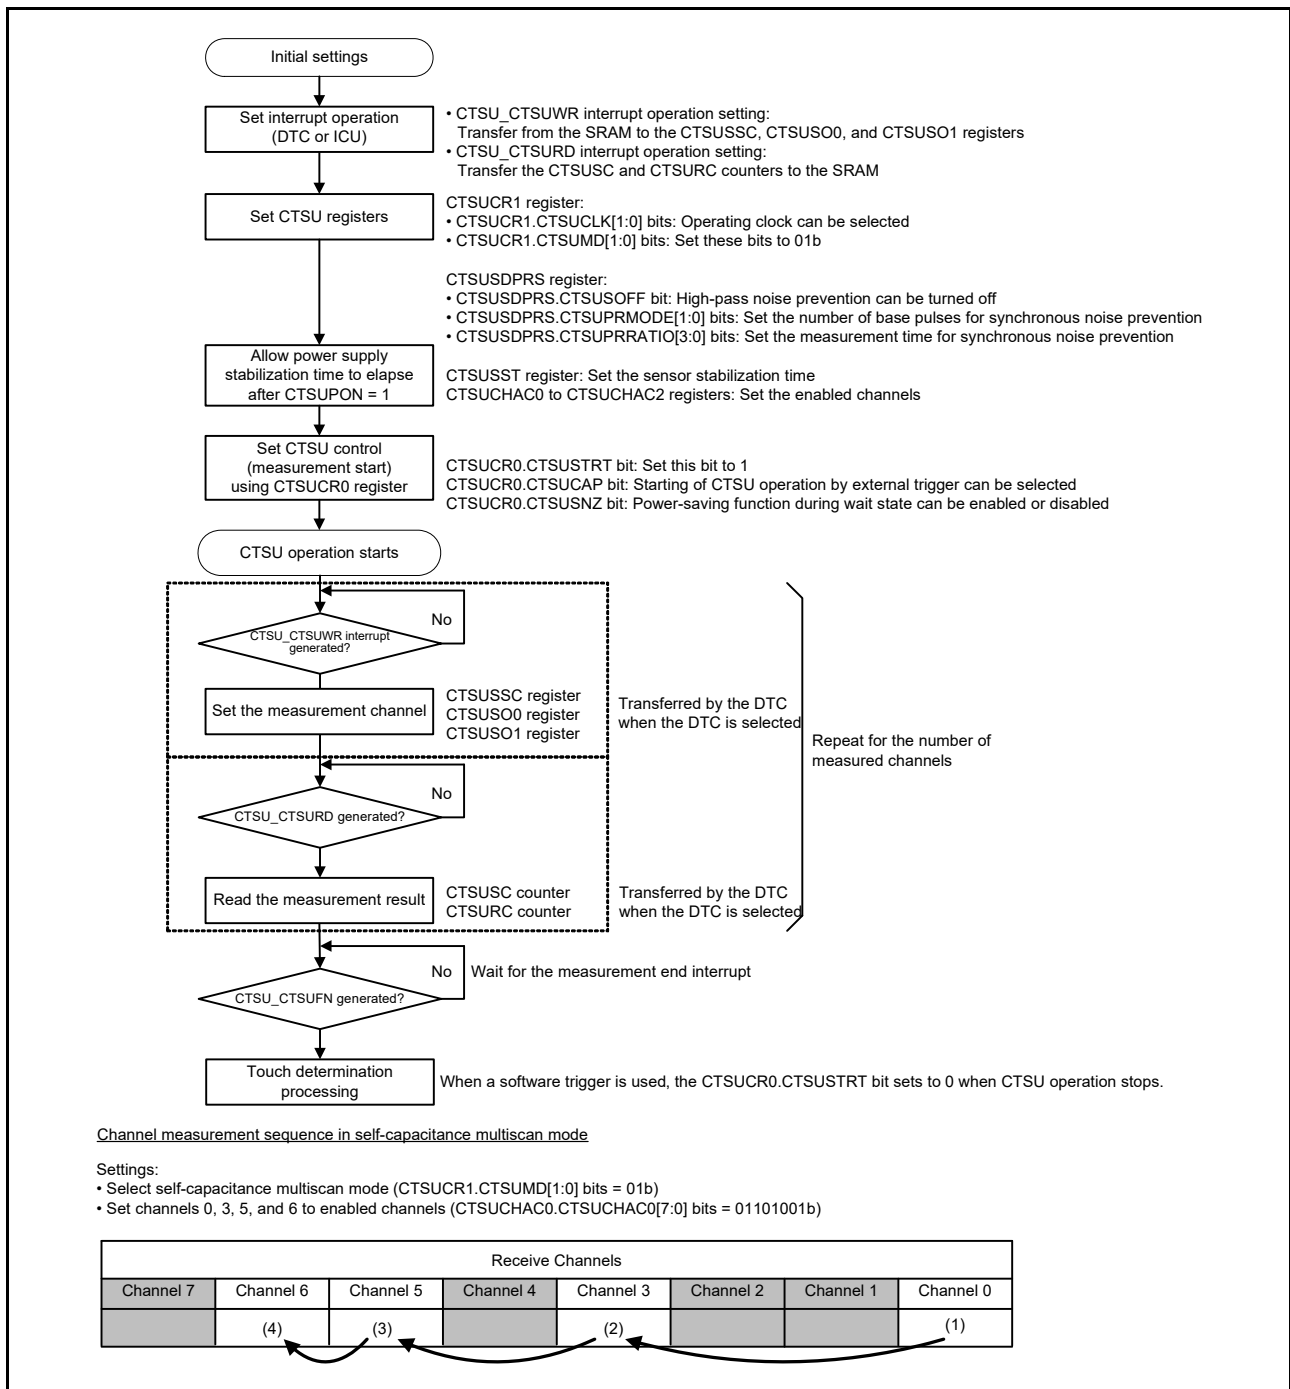 Initial settings
Set interrupt operation
(DTC or ICU)
• CTSU_CTSUWR interrupt operation setting:
Transfer from the SRAM to the CTSUSSC, CTSUSO0, and CTSUSO1 registers
• CTSU_CTSURD interrupt operation setting:
Transfer the CTSUSC and CTSURC counters to the SRAM
Set CTSU registers
CTSUCR1 register:
• CTSUCR1.CTSUCLK[1:0] bits: Operating clock can be selected
• CTSUCR1.CTSUMD[1:0] bits: Set these bits to 01b
CTSUSDPRS register:
• CTSUSDPRS.CTSUSOFF bit: High-pass noise prevention can be turned off
• CTSUSDPRS.CTSUPRMODE[1:0] bits: Set the number of base pulses for synchronous noise prevention
• CTSUSDPRS.CTSUPRRATIO[3:0] bits: Set the measurement time for synchronous noise prevention
Allow power supply
stabilization time to elapse
after CTSUPON = 1
CTSUSST register: Set the sensor stabilization time
CTSUCHAC0 to CTSUCHAC2 registers: Set the enabled channels
Set CTSU control
(measurement start)
using CTSUCR0 register
CTSUCR0.CTSUSTRT bit: Set this bit to 1
CTSUCR0.CTSUCAP bit: Starting of CTSU operation by external trigger can be selected
CTSUCR0.CTSUSNZ bit: Power-saving function during wait state can be enabled or disabled
CTSU operation starts
No
CTSU_CTSUWR interrupt
generated?
Set the measurement channel
CTSUSSC register
CTSUSO0 register
CTSUSO1 register
Transferred by the DTC
when the DTC is selected
Repeat for the number of
measured channels
No
CTSU_CTSURD generated?
Read the measurement result
CTSUSC counter
CTSURC counter
Transferred by the DTC
when the DTC is selected
No
Wait for the measurement end interrupt
CTSU_CTSUFN generated?
Touch determination
processing
When a software trigger is used, the CTSUCR0.CTSUSTRT bit sets to 0 when CTSU operation stops.
Channel measurement sequence in self-capacitance multiscan mode
Settings:
• Select self-capacitance multiscan mode (CTSUCR1.CTSUMD[1:0] bits = 01b)
• Set channels 0, 3, 5, and 6 to enabled channels (CTSUCHAC0.CTSUCHAC0[7:0] bits = 01101001b)
Receive Channels
Channel 7 Channel 6 Channel 5 Channel 4 Channel 3 Channel 2 Channel 1 Channel 0
(4) (3) (2) (1)